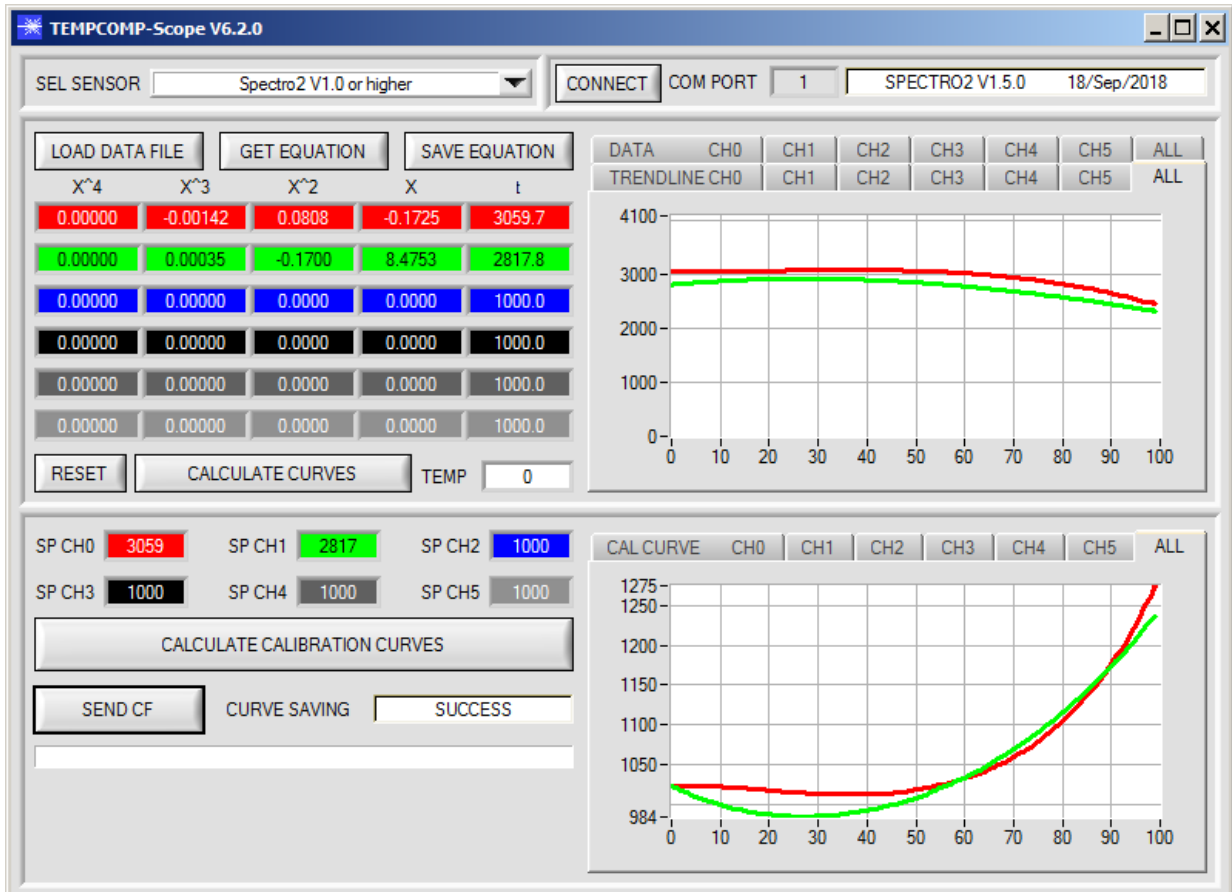 TEMPCOMP-Scope V6.2.0
SEL SENSOR Spectro2 V1.0 or higher CONNECT COM PORT 1 SPECTRO2 V1.5.0 18/Sep/2018
LOAD DATA FILE GET EQUATION SAVE EQUATION
X^4 X^3 X^2 X t
0.00000 -0.00142 0.0808 -0.1725 3059.7
0.00000 0.00035 -0.1700 8.4753 2817.8
0.00000 0.00000 0.0000 0.0000 1000.0
0.00000 0.00000 0.0000 0.0000 1000.0
0.00000 0.00000 0.0000 0.0000 1000.0
0.00000 0.00000 0.0000 0.0000 1000.0
RESET CALCULATE CURVES TEMP 0
DATA CH0 CH1 CH2 CH3 CH4 CH5 ALL
TRENDLINE CH0 CH1 CH2 CH3 CH4 CH5 ALL
4100
3000
2000
1000
0
0 10 20 30 40 50 60 70 80 90 100
SP CH0 3059 SP CH1 2817 SP CH2 1000
SP CH3 1000 SP CH4 1000 SP CH5 1000
CALCULATE CALIBRATION CURVES
SEND CF CURVE SAVING SUCCESS
CAL CURVE CH0 CH1 CH2 CH3 CH4 CH5 ALL
1275
1250
1200
1150
1100
1050
984
0 10 20 30 40 50 60 70 80 90 100